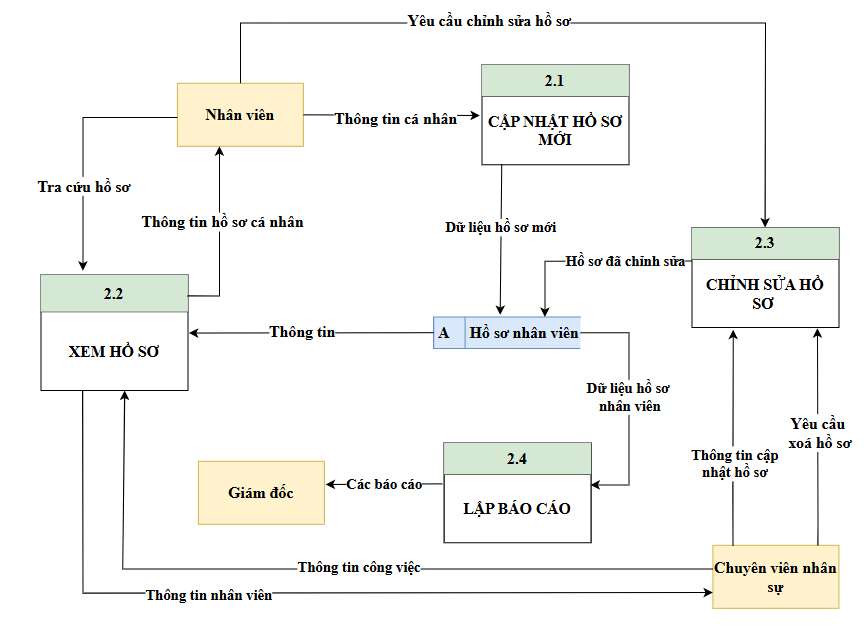 Yêu cầu chỉnh sửa hồ sơ
2.1
Nhân viên
Thông tin cá nhân
CẬP NHẬT HỒ SƠ
MỚI
Tra cứu hồ sơ
Thông tin hồ sơ cá nhân
Dữ liệu hồ sơ mới
2.3
Hồ sơ đã chỉnh sửa
CHỈNH SỬA HỒ
SƠ
2.2
Thông tin
A
Hồ sơ nhân viên
XEM HỒ SƠ
Dữ liệu hồ sơ
nhân viên
Yêu cầu
xoá hồ sơ
Thông tin cập
nhật hồ sơ
2.4
Giám đốc
Các báo cáo
LẬP BÁO CÁO
Thông tin công việc
Chuyên viên nhân
sự
Thông tin nhân viên